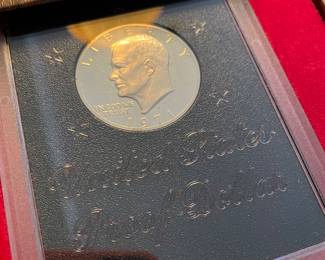 LIBERTY
IN GOD WE
TRUST
1971
United States
Proof Dollar